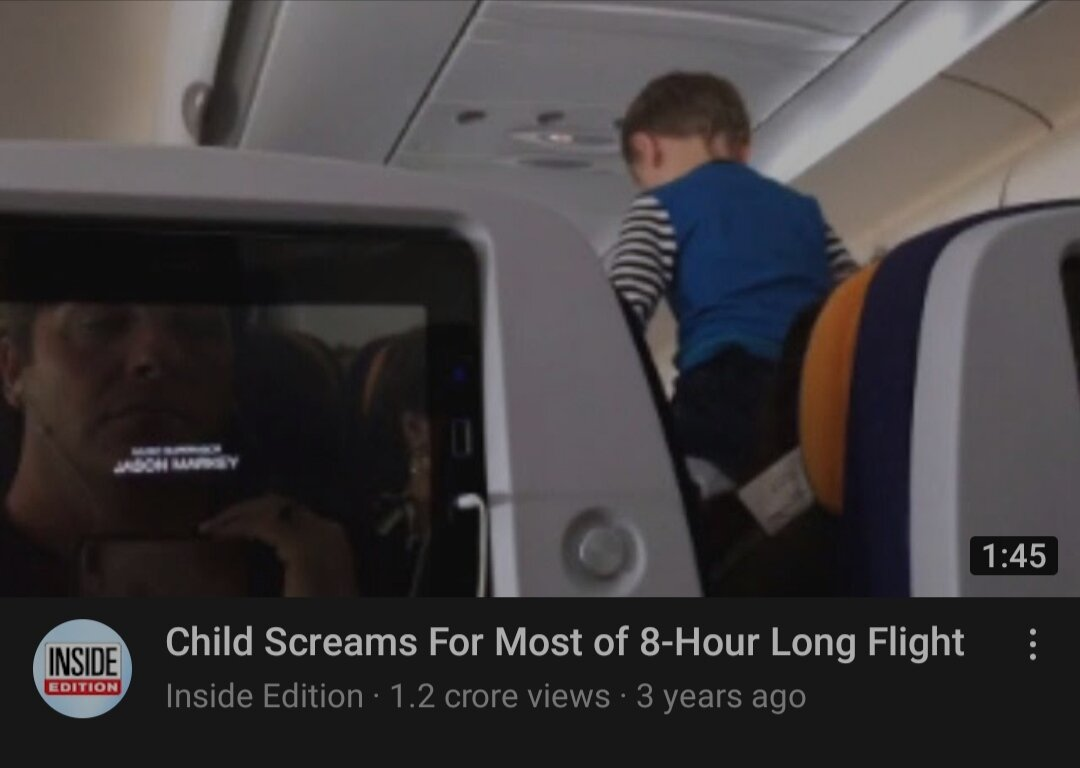 JASON MARKEY
1:45
INSIDE
EDITION
Child Screams For Most of 8-Hour Long Flight
Inside Edition · 1.2 crore views · 3 years ago